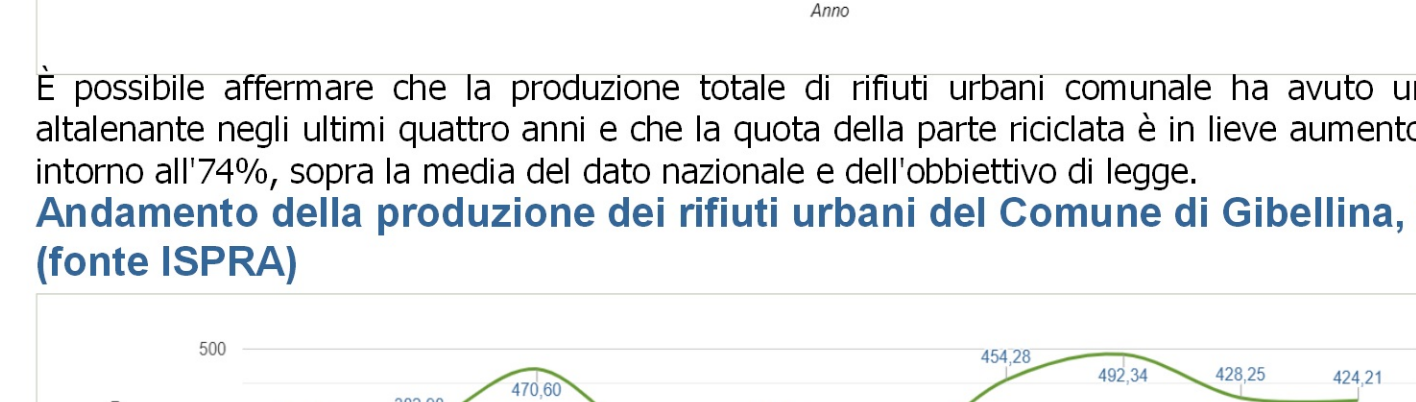 Anno
È possibile affermare che la produzione totale di rifiuti urbani comunale ha avuto
altalenante negli ultimi quattro anni e che la quota della parte riciclata è in lieve aumento
intorno all'74%, sopra la media del dato nazionale e dell'obbiettivo di legge.
Andamento della produzione dei rifiuti urbani del Comune di Gibellina,
(fonte ISPRA)
500
454,28
492,34
428,25
424,21
470,60